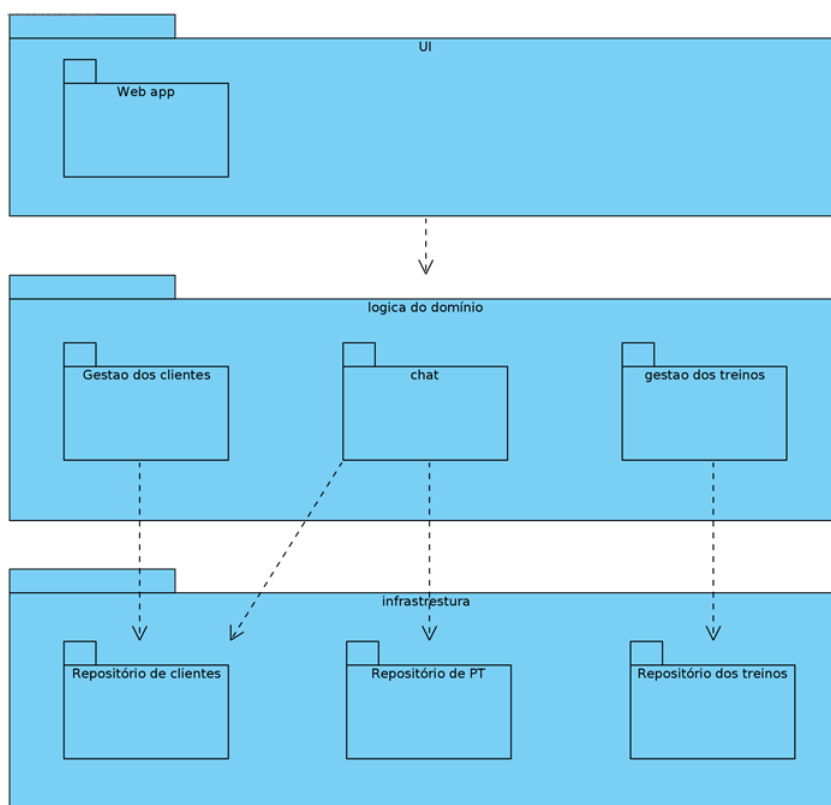 UI
Web app
logica do domínio
Gestao dos clientes
chat
gestao dos treinos
infrastrestura
Repositório de clientes
Repositório de PT
Repositório dos treinos